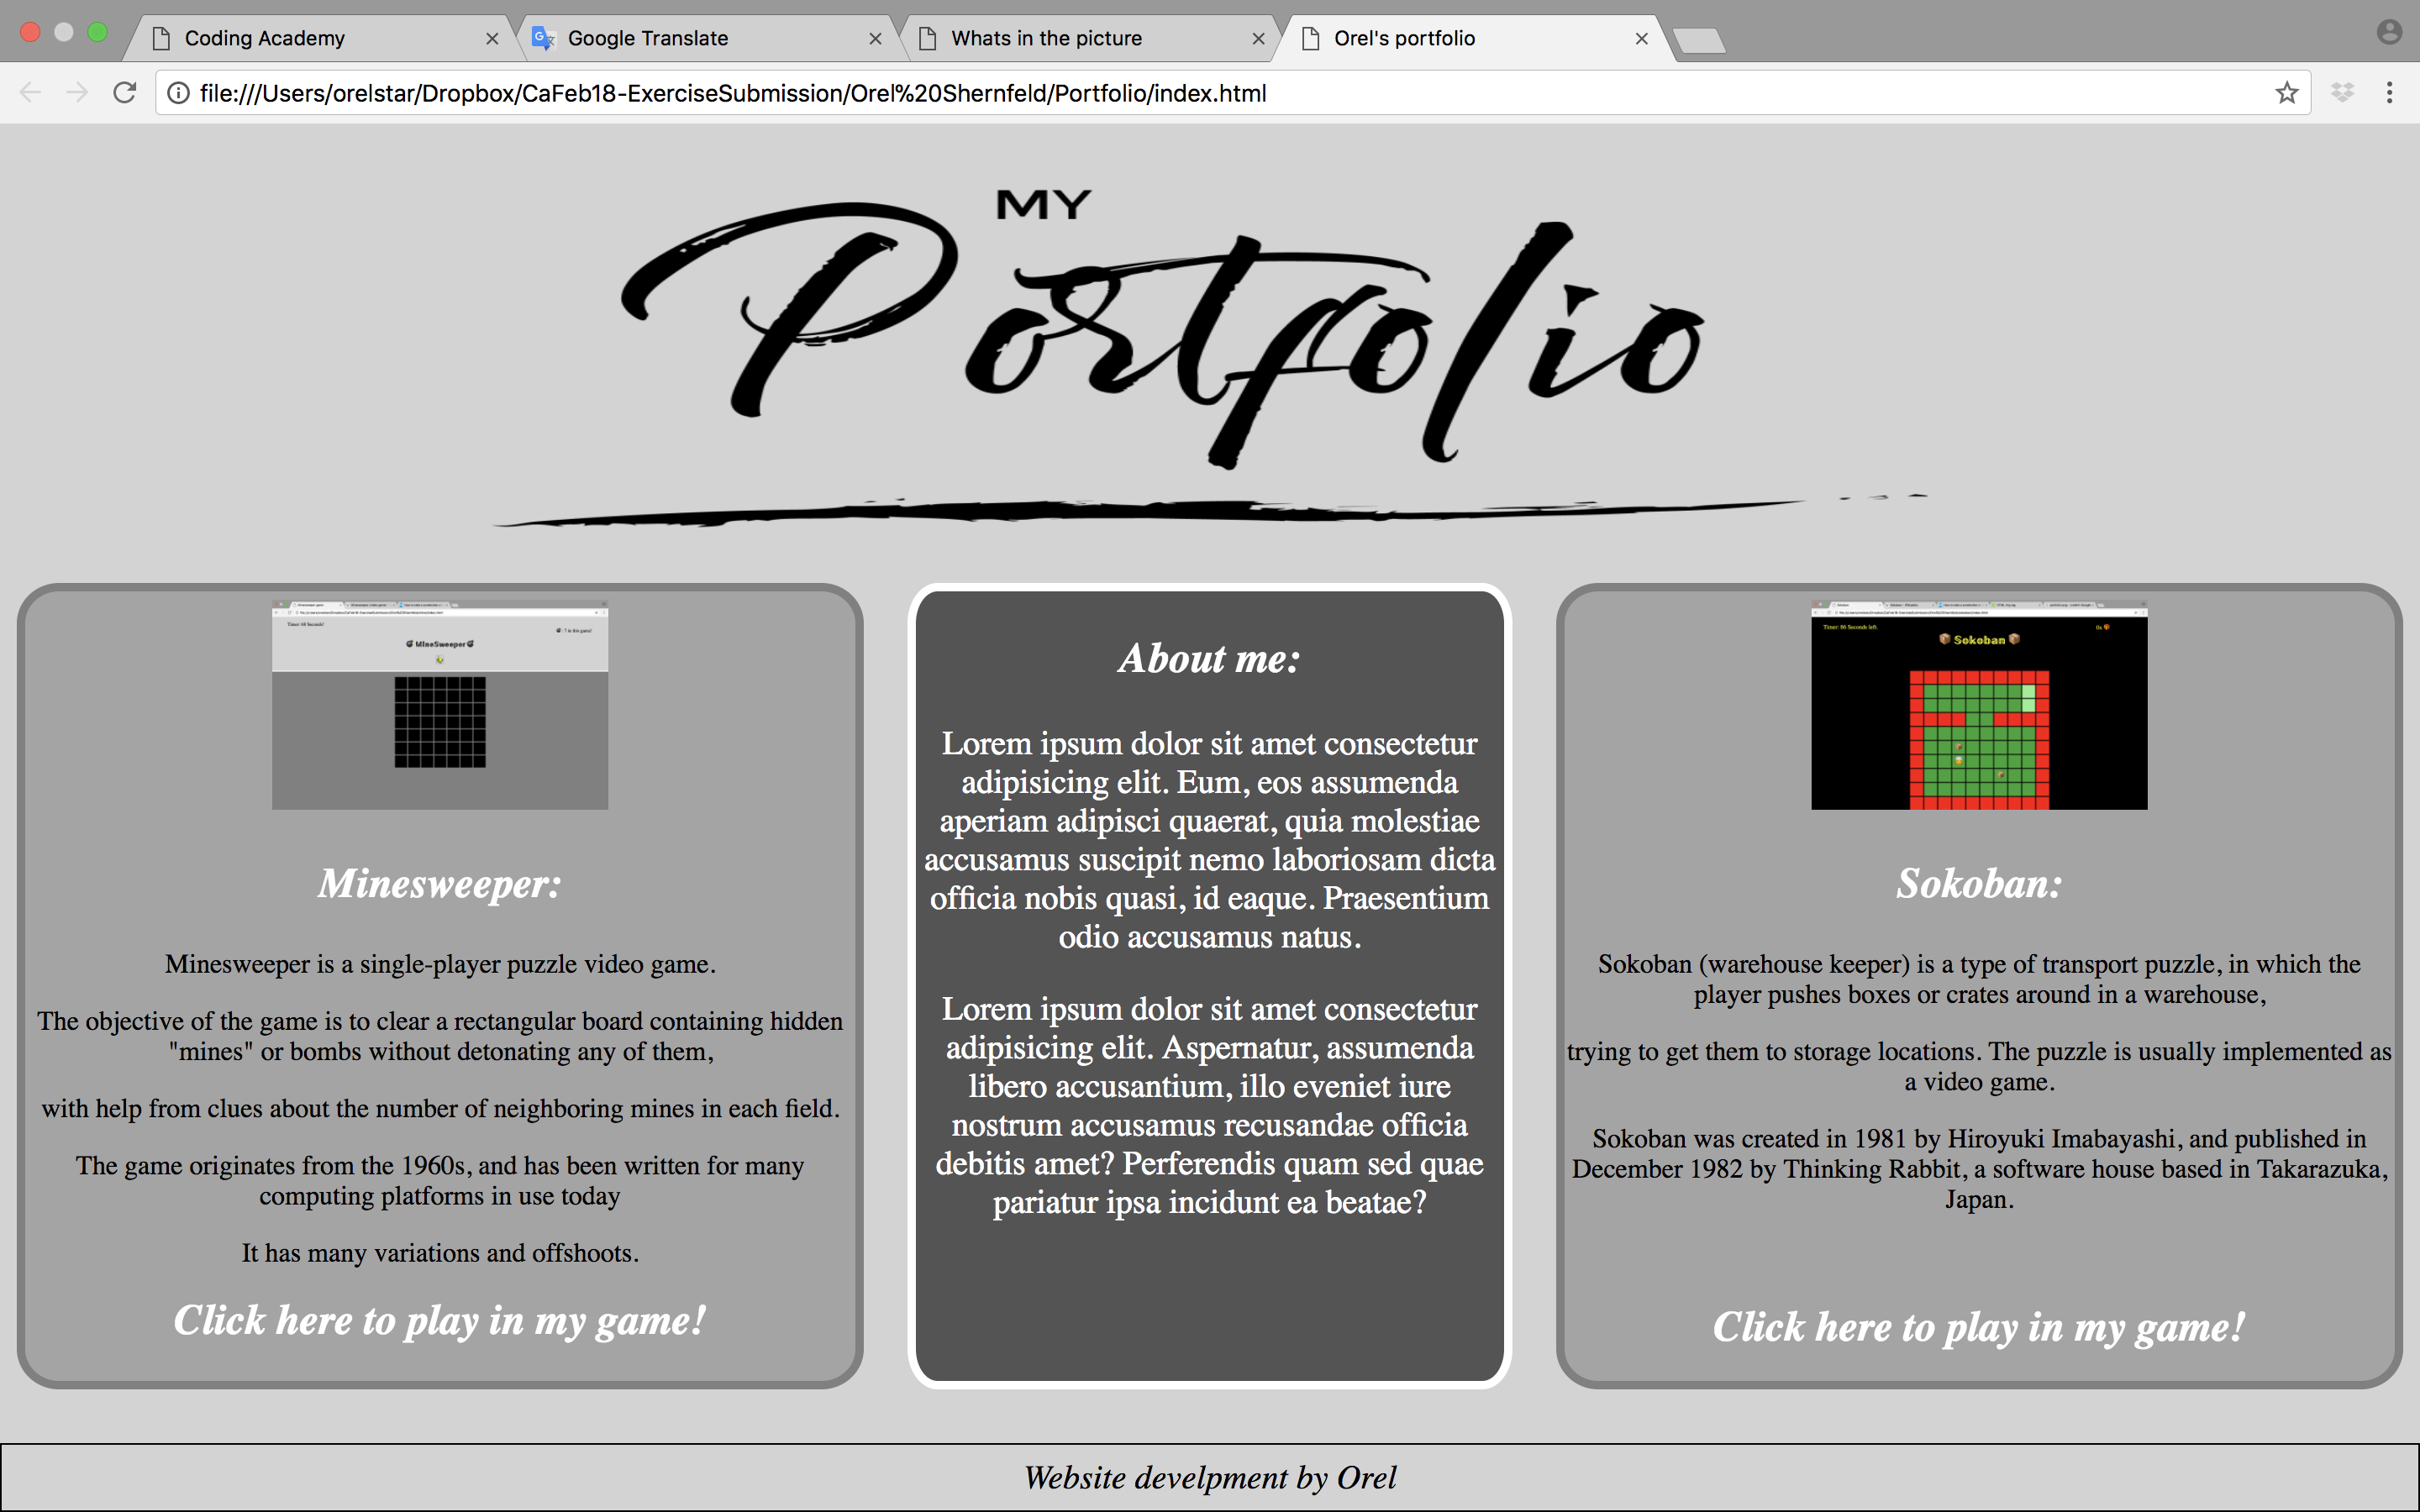 Coding Academy
Google Translate
Whats in the picture
Orel's portfolio
file:///Users/orelstar/Dropbox/CaFeb18-ExerciseSubmission/Orel%20Shernfeld/Portfolio/index.html
MY
Portfolio
MineSweeper
Minesweeper:
Minesweeper is a single-player puzzle video game.
The objective of the game is to clear a rectangular board containing hidden
"mines" or bombs without detonating any of them,
with help from clues about the number of neighboring mines in each field.
The game originates from the 1960s, and has been written for many
computing platforms in use today
It has many variations and offshoots.
Click here to play in my game!
About me:
Lorem ipsum dolor sit amet consectetur
adipisicing elit. Eum, eos assumenda
aperiam adipisci quaerat, quia molestiae
accusamus suscipit nemo laboriosam dicta
officia nobis quasi, id eaque. Praesentium
odio accusamus natus.
Lorem ipsum dolor sit amet consectetur
adipisicing elit. Aspernatur, assumenda
libero accusantium, illo eveniet iure
nostrum accusamus recusandae officia
debitis amet? Perferendis quam sed quae
pariatur ipsa incidunt ea beatae?
Sokoban
Sokoban:
Sokoban (warehouse keeper) is a type of transport puzzle, in which the
player pushes boxes or crates around in a warehouse,
trying to get them to storage locations. The puzzle is usually implemented as
a video game.
Sokoban was created in 1981 by Hiroyuki Imabayashi, and published in
December 1982 by Thinking Rabbit, a software house based in Takarazuka,
Japan.
Click here to play in my game!
Website develpment by Orel